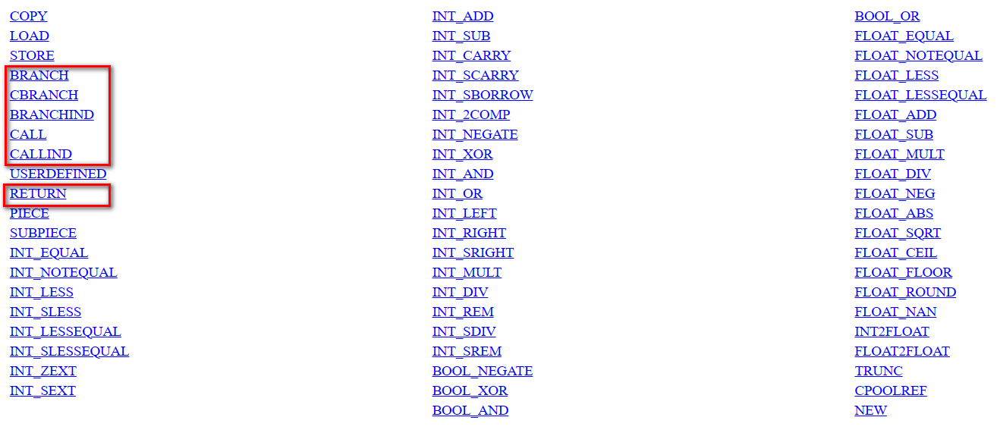 COPY
LOAD
STORE
BRANCH
CBRANCH
BRANCHIND
CALL
CALLIND
USERDEFINED
RETURN
PIECE
SUBPIECE
INT_EQUAL
INT_NOTEQUAL
INT_LESS
INT_SLESS
INT_LESSEQUAL
INT_SLESSEQUAL
INT_ZEXT
INT_SEXT
INT_ADD
INT_SUB
INT_CARRY
INT_SCARRY
INT_SBORROW
INT_2COMP
INT_NEGATE
INT_XOR
INT_AND
INT_OR
INT_LEFT
INT_RIGHT
INT_SRIGHT
INT_MULT
INT_DIV
INT_REM
INT_SDIV
INT_SREM
BOOL_NEGATE
BOOL_XOR
BOOL_AND
BOOL_OR
FLOAT_EQUAL
FLOAT_NOTEQUAL
FLOAT_LESS
FLOAT_LESSEQUAL
FLOAT_ADD
FLOAT_SUB
FLOAT_MULT
FLOAT_DIV
FLOAT_NEG
FLOAT_ABS
FLOAT_SQRT
FLOAT_CEIL
FLOAT_FLOOR
FLOAT_ROUND
FLOAT_NAN
INT2FLOAT
FLOAT2FLOAT
TRUNC
CPOOLREF
NEW